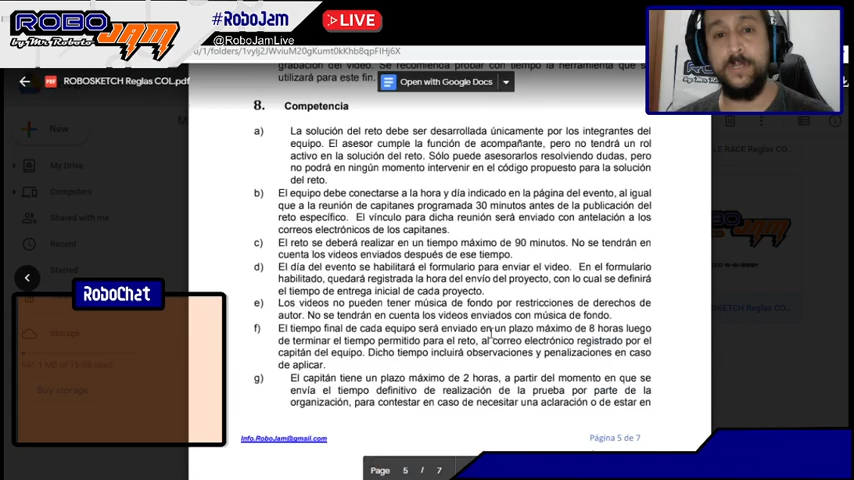 ROBO
JAM
by Mr Roboto
#RoboJam
@RoboJamLive
LIVE
u/1/folders/1vyIj2JWviuM20gKumt0kKhb8qpFIHj6X
grabación del video. Se recomienda probar con tiempo la herramienta que s
utilizará para este fin.
ROBOSKETCH Reglas COL.pdf
Open with Google Docs
8. Competencia
a) La solución del reto debe ser desarrollada únicamente por los integrantes del
equipo. El asesor cumple la función de acompañante, pero no tendrá un rol
activo en la solución del reto. Sólo puede asesorarlos resolviendo dudas, pero
no podrá en ningún momento intervenir en el código propuesto para la solución
del reto.
b) El equipo debe conectarse a la hora y día indicado en la página del evento, al igual
que a la reunión de capitanes programada 30 minutos antes de la publicación del
reto específico. El vínculo para dicha reunión será enviado con antelación a los
correos electrónicos de los capitanes.
c) El reto se deberá realizar en un tiempo máximo de 90 minutos. No se tendrán en
cuenta los videos enviados después de ese tiempo.
d) El día del evento se habilitará el formulario para enviar el video. En el formulario
habilitado, quedará registrada la hora del envío del proyecto, con lo cual se definirá
el tiempo de entrega inicial de cada proyecto.
e) Los videos no pueden tener música de fondo por restricciones de derechos de
autor. No se tendrán en cuenta los videos enviados con música de fondo.
f) El tiempo final de cada equipo será enviado en un plazo máximo de 8 horas luego
de terminar el tiempo permitido para el reto, al correo electrónico registrado por el
capitán del equipo. Dicho tiempo incluirá observaciones y penalizaciones en caso
de aplicar.
g) El capitán tiene un plazo máximo de 2 horas, a partir del momento en que se
envía el tiempo definitivo de realización de la prueba por parte de la
organización, para contestar en caso de necesitar una aclaración o de estar en
Info.RoboJam@gmail.com
Página 5 de 7
Page 5 / 7
New
My Drive
Computers
Shared with me
Recent
Starred
Storage
Buy storage
RoboChat
LE RACE Reglas CO...
SKETCH Reglas CO...